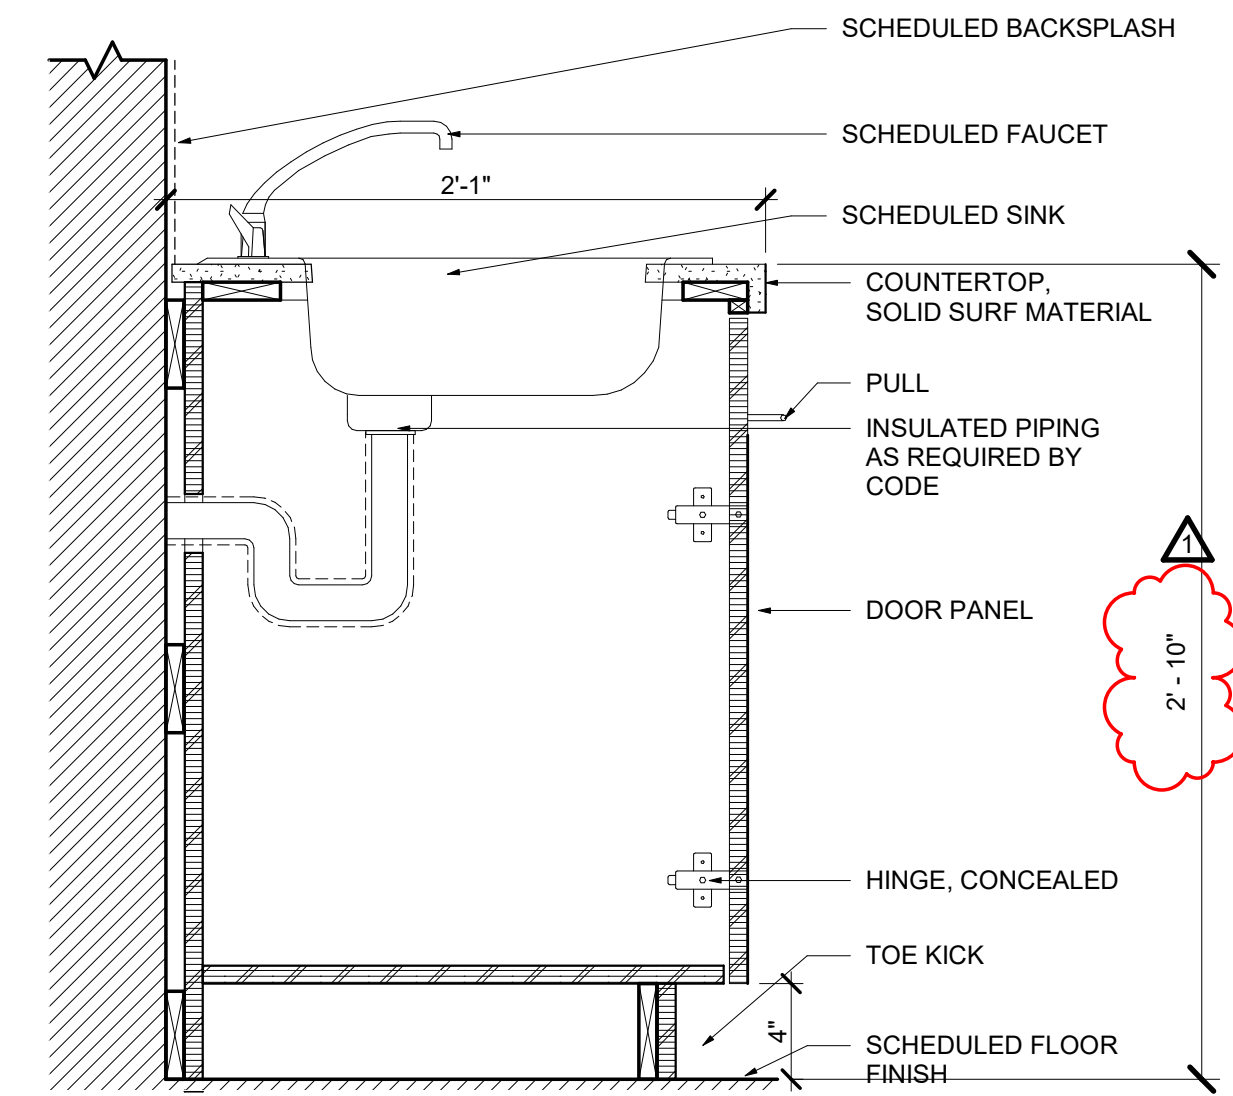 SCHEDULED BACKSPLASH
SCHEDULED FAUCET
2'-1"
SCHEDULED SINK
COUNTERTOP,
SOLID SURF MATERIAL
PULL
INSULATED PIPING
AS REQUIRED BY
CODE
1
DOOR PANEL
2' - 10"
HINGE, CONCEALED
TOE KICK
4"
SCHEDULED FLOOR
FINISH